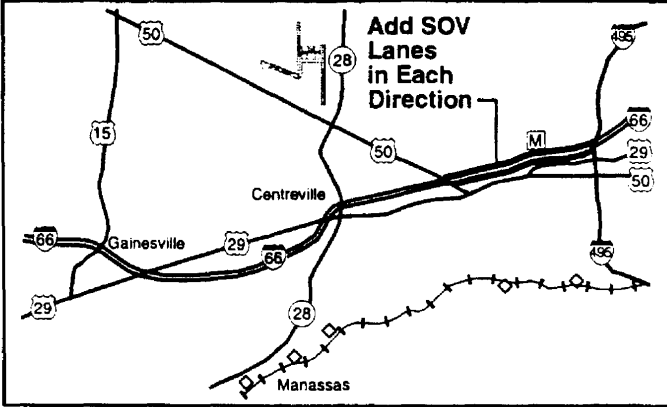 50
495
Add SOV
Lanes
in Each
Direction
28
66
15
M
29
50
50
Centreville
66
Gainesville
29
66
495
29
28
Manassas